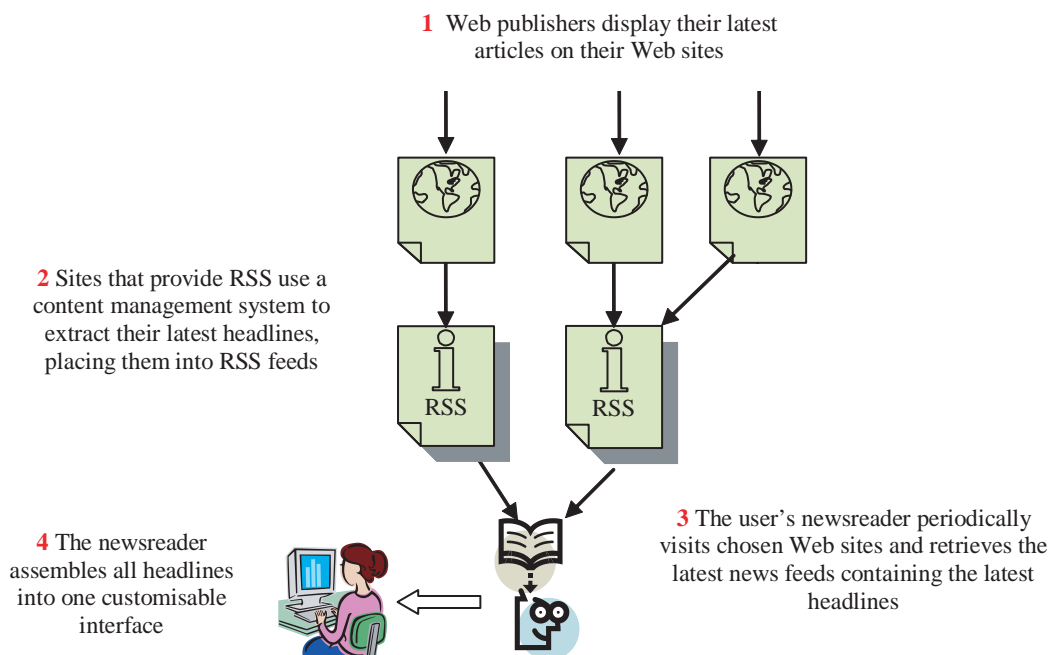 1 Web publishers display their latest
articles on their Web sites
2 Sites that provide RSS use a
content management system to
extract their latest headlines,
placing them into RSS feeds
RSS
RSS
3 The user’s newsreader periodically
visits chosen Web sites and retrieves the
latest news feeds containing the latest
headlines
4 The newsreader
assembles all headlines
into one customisable
interface